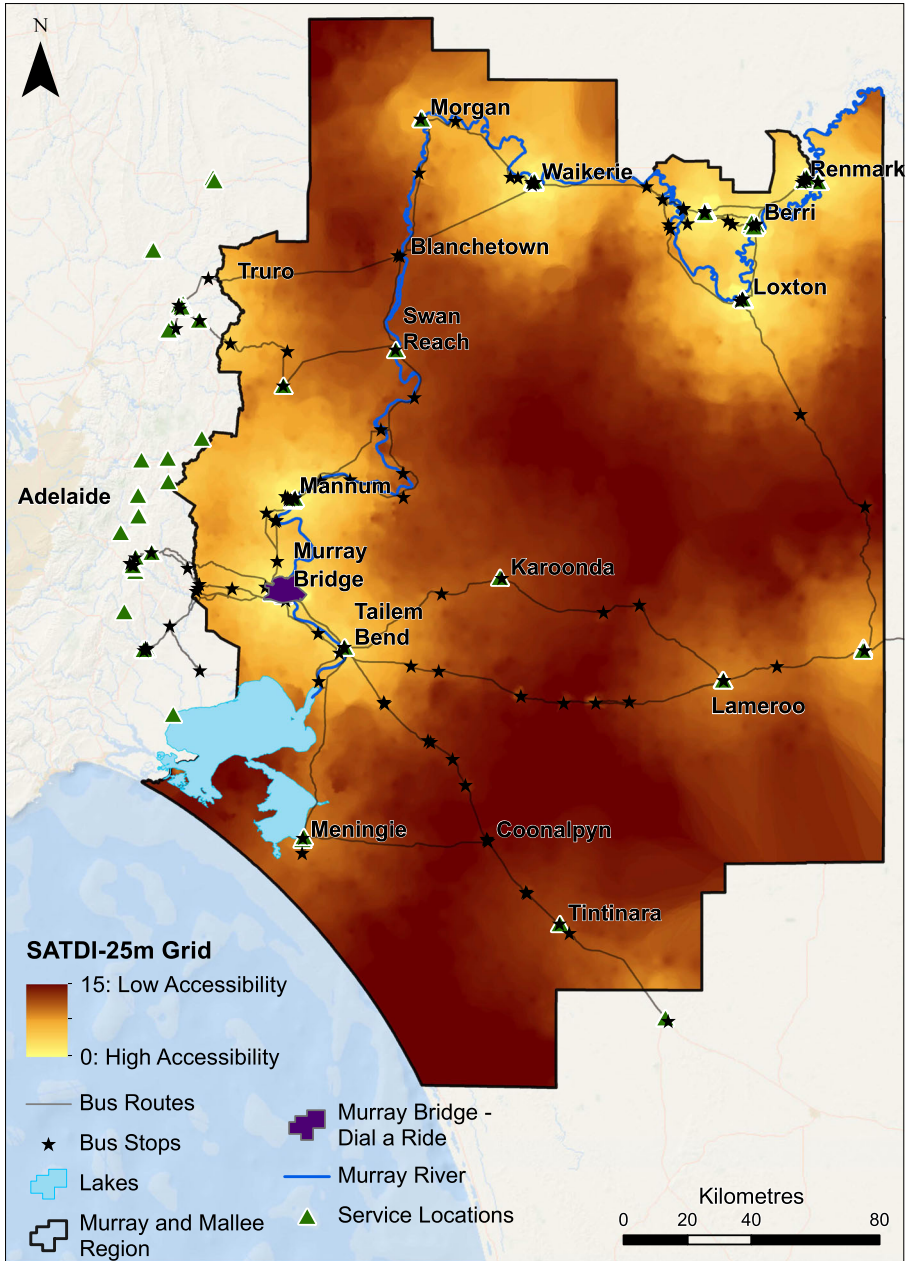 N
Morgan
Waikerie
Renmark
Berri
Blanchetown
Truro
Loxton
Swan
Reach
Adelaide
Mannum
Murray
Bridge
Karoonda
Tailem
Bend
Lameroo
Meningie
Coonalpyn
Tintinara
SATDI-25m Grid
15: Low Accessibility
0: High Accessibility
Bus Routes
Bus Stops
Lakes
Murray and Mallee
Region
Murray Bridge -
Dial a Ride
Murray River
Service Locations
Kilometres
0 20 40 80